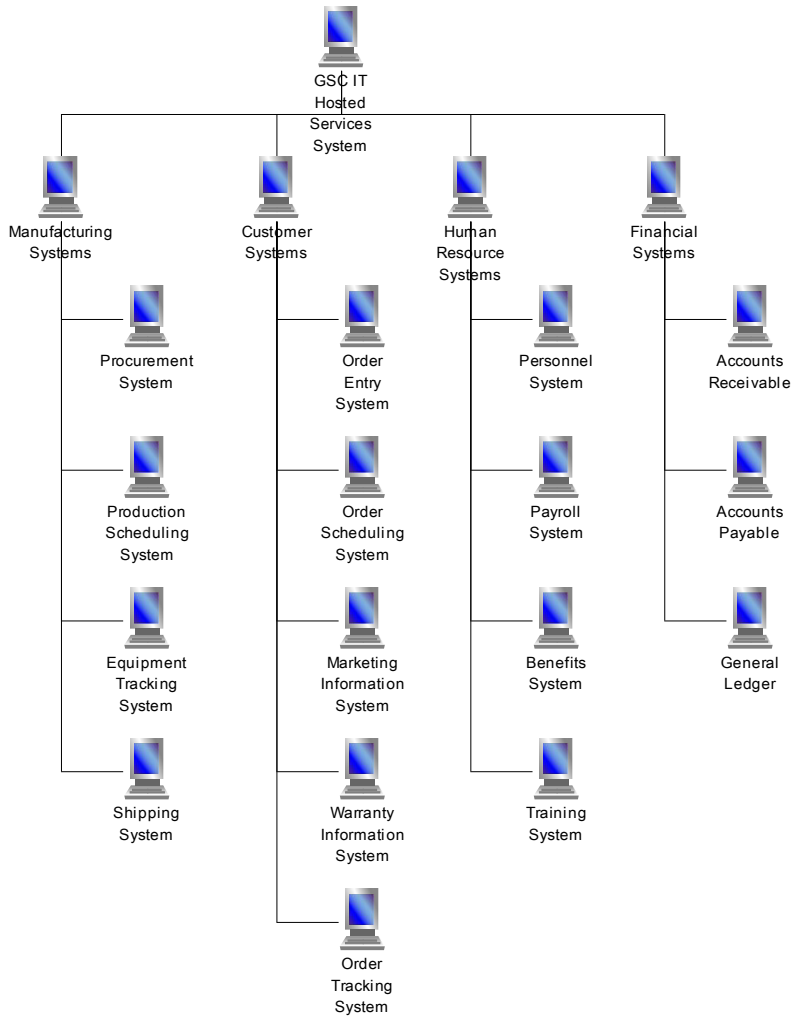 GSC IT
Hosted
Services
System
Manufacturing
Systems
Customer
Systems
Human
Resource
Systems
Financial
Systems
Procurement
System
Order
Entry
System
Personnel
System
Accounts
Receivable
Production
Scheduling
System
Order
Scheduling
System
Payroll
System
Accounts
Payable
Equipment
Tracking
System
Marketing
Information
System
Benefits
System
General
Ledger
Shipping
System
Warranty
Information
System
Training
System
Order
Tracking
System